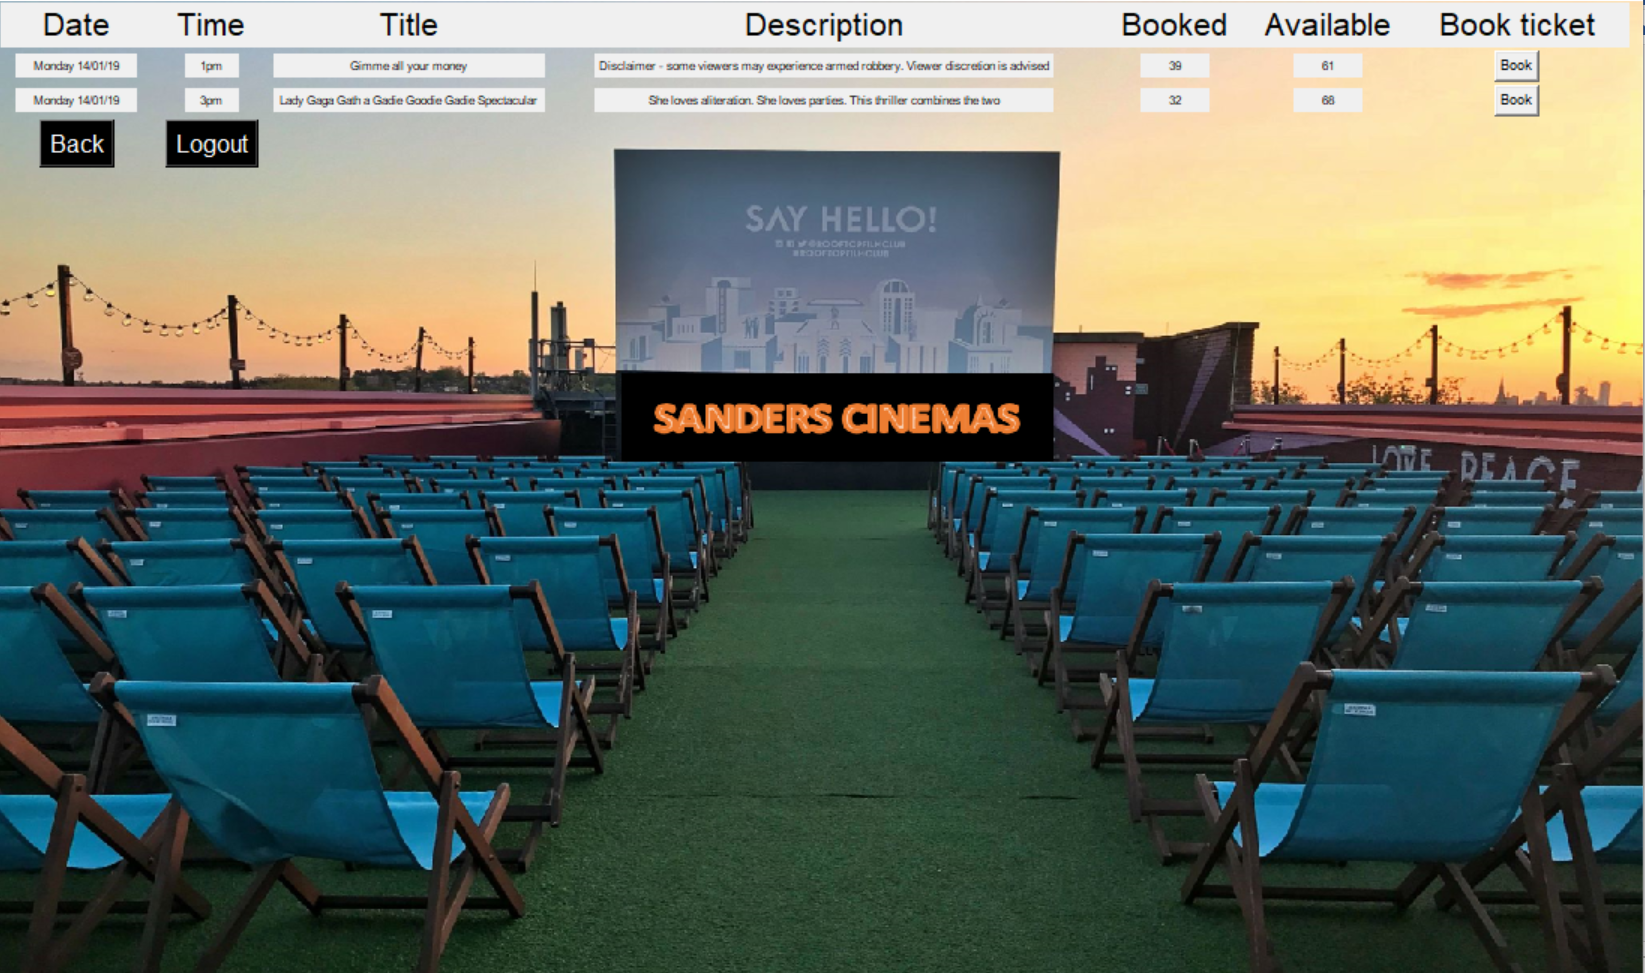 Date Time Title Description Booked Available Book ticket
Monday 14/01/19 1pm Gimme all your money Disclaimer - some viewers may experience armed robbery. Viewer discretion is advised 39 61 Book
Monday 14/01/19 3pm Lady Gaga Gath a Gadie Goodie Gadie Spectacular She loves aliteration. She loves parties. This thriller combines the two 32 68 Book
Back Logout
SAY HELLO!
@ROOFTOPFILMCLUB
#ROOFTOPFILMCLUB
SANDERS CINEMAS
LOVE PEACE